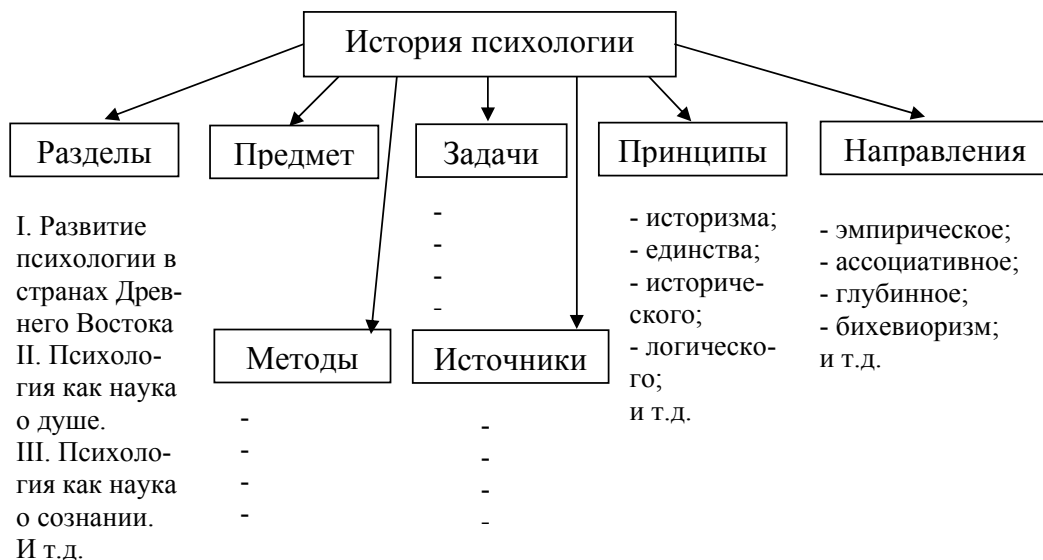 История психологии
Разделы
Предмет
Задачи
Принципы
Направления
I. Развитие
психологии в
странах Древ-
него Востока
II. Психоло-
гия как наука
о душе.
III. Психоло-
гия как наука
о сознании.
И т.д.
-
-
-
-
- историзма;
- единства;
- историче-
ского;
- логическо-
го;
и т.д.
- эмпирическое;
- ассоциативное;
- глубинное;
- бихевиоризм;
и т.д.
Методы
-
-
-
-
Источники
-
-
-
-